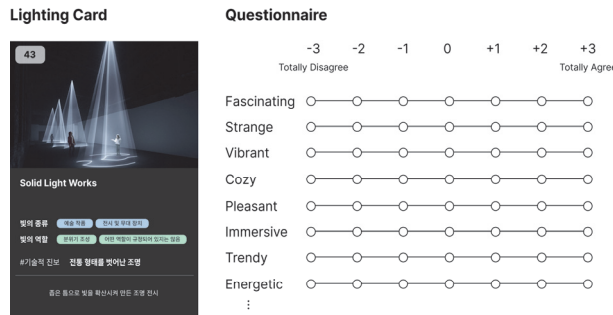 Lighting Card
Questionnaire
43
-3 -2 -1 0 +1 +2 +3
Totally Disagree
Totally Agree
Fascinating
Strange
Vibrant
Cozy
Pleasant
Immersive
Trendy
Energetic
⋮
Solid Light Works
빛의 종류 예술 작품 전시 및 무대 장치
빛의 역할 분위기 조성 어떤 역할이 규정되어 있지는 않음
#기술적 진보 전통 형태를 벗어난 조명
좁은 틈으로 빛을 확산시켜 만든 조명 전시